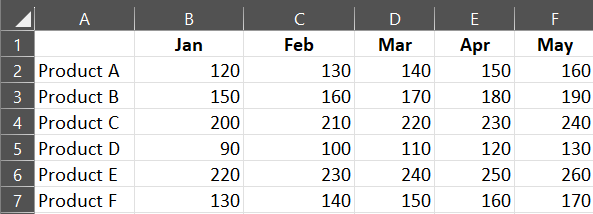 A B C D E F
1 Jan Feb Mar Apr May
2 Product A 120 130 140 150 160
3 Product B 150 160 170 180 190
4 Product C 200 210 220 230 240
5 Product D 90 100 110 120 130
6 Product E 220 230 240 250 260
7 Product F 130 140 150 160 170